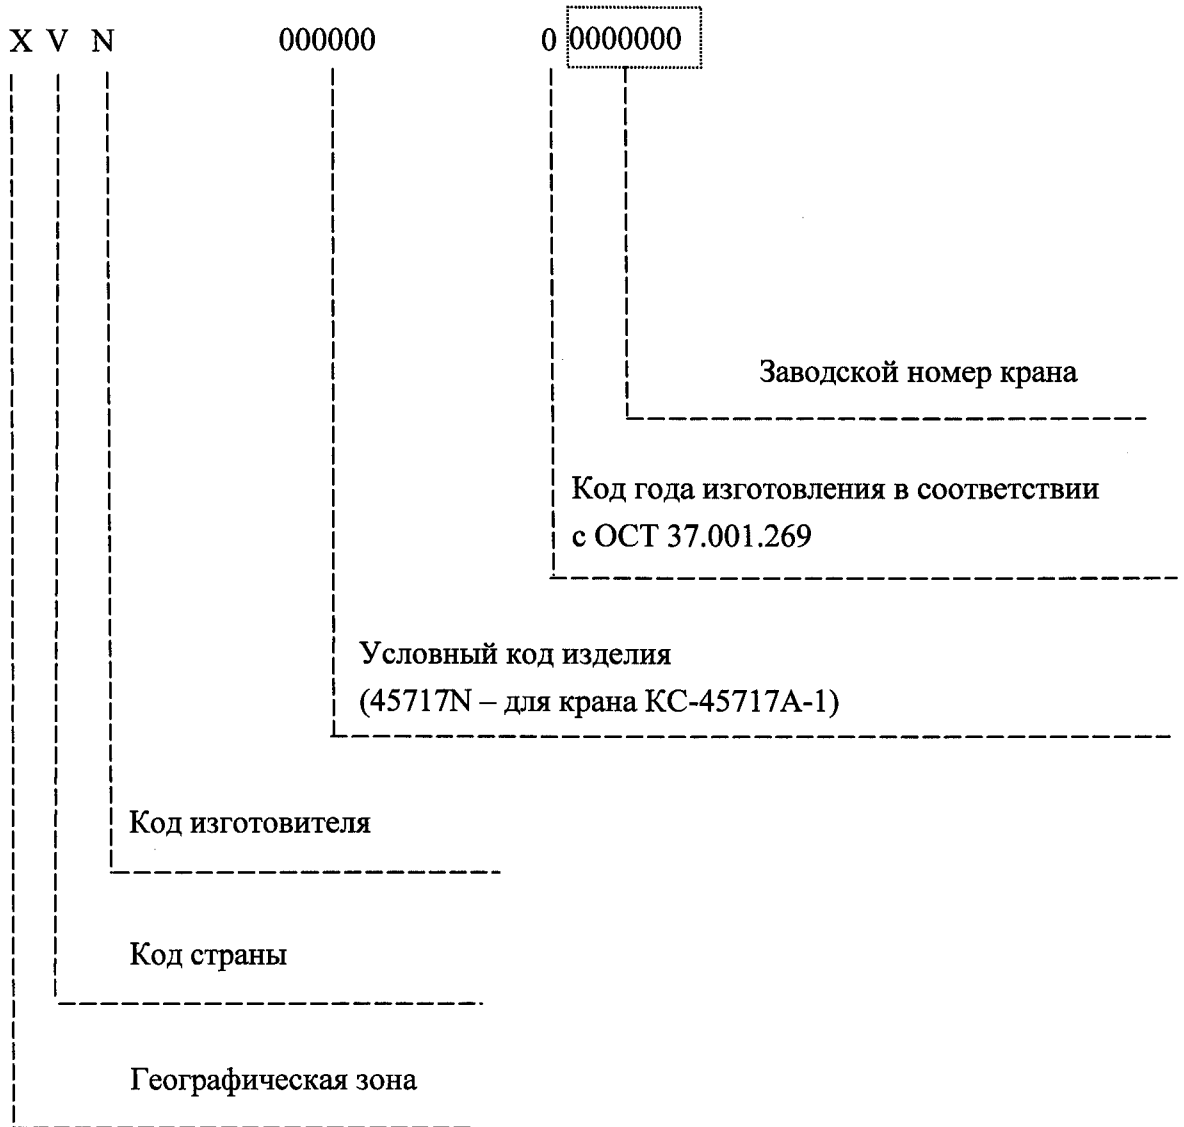 X V N 000000 0 0000000
Заводской номер крана
Код года изготовления в соответствии
с ОСТ 37.001.269
Условный код изделия
(45717N – для крана КС-45717А-1)
Код изготовителя
Код страны
Географическая зона